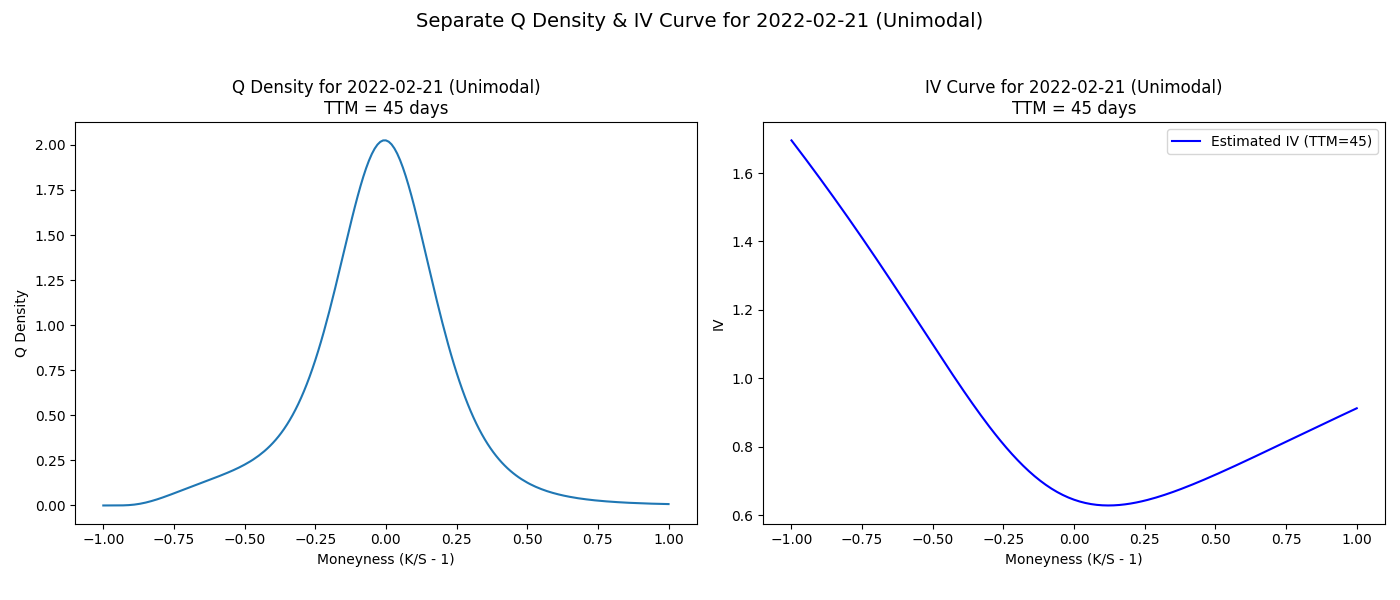 Separate Q Density & IV Curve for 2022-02-21 (Unimodal)
Q Density for 2022-02-21 (Unimodal)
TTM = 45 days
2.00
1.75
1.50
1.25
1.00
0.75
0.50
0.25
0.00
Q Density
−1.00 −0.75 −0.50 −0.25 0.00 0.25 0.50 0.75 1.00
Moneyness (K/S - 1)
IV Curve for 2022-02-21 (Unimodal)
TTM = 45 days
Estimated IV (TTM=45)
1.6
1.4
1.2
1.0
0.8
0.6
IV
−1.00 −0.75 −0.50 −0.25 0.00 0.25 0.50 0.75 1.00
Moneyness (K/S - 1)